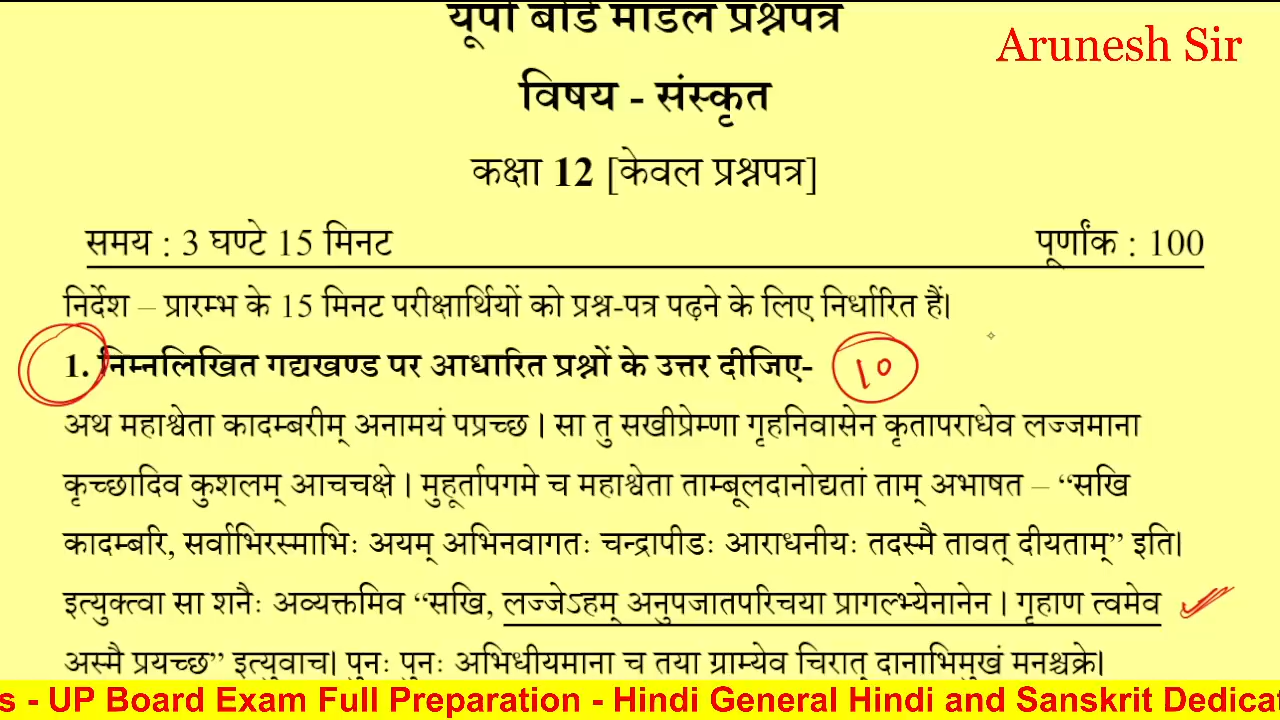 यूपी बोर्ड मॉडल प्रश्नपत्र
Arunesh Sir
विषय - संस्कृत
कक्षा 12 [केवल प्रश्नपत्र]
समय : 3 घण्टे 15 मिनट पूर्णांक : 100
निर्देश – प्रारम्भ के 15 मिनट परीक्षार्थियों को प्रश्न-पत्र पढ़ने के लिए निर्धारित हैं।
1. निम्नलिखित गद्यखण्ड पर आधारित प्रश्नों के उत्तर दीजिए- १०
अथ महाश्वेता कादम्बरीम् अनामयं पप्रच्छ । सा तु सखीप्रेम्णा गृहनिवासेन कृतापराधेव लज्जमाना
कृच्छादिव कुशलम् आचचक्षे । मुहूर्तापगमे च महाश्वेता ताम्बूलदानोद्यतां ताम् अभाषत – “सखि
कादम्बरि, सर्वाभिरस्माभिः अयम् अभिनवागतः चन्द्रापीडः आराधनीयः तदस्मै तावत् दीयताम्” इति।
इत्युक्त्वा सा शनैः अव्यक्तमिव “सखि, लज्जेऽहम् अनुपजातपरिचया प्रागल्भ्येनानेन । गृहाण त्वमेव
अस्मै प्रयच्छ” इत्युवाच। पुनः पुनः अभिधीयमाना च तया ग्राम्येव चिरात् दानाभिमुखं मनश्चक्रे।
s - UP Board Exam Full Preparation - Hindi General Hindi and Sanskrit Dedicat